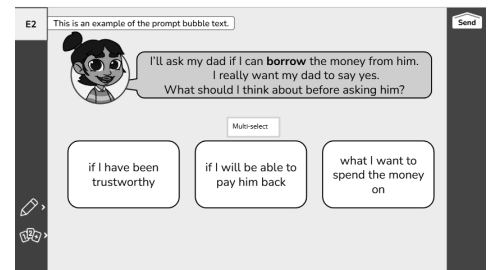 E2
This is an example of the prompt bubble text.
Send
I'll ask my dad if I can borrow the money from him.
I really want my dad to say yes.
What should I think about before asking him?
Multi-select
if I have been
trustworthy
if I will be able to
pay him back
what I want to
spend the money
on